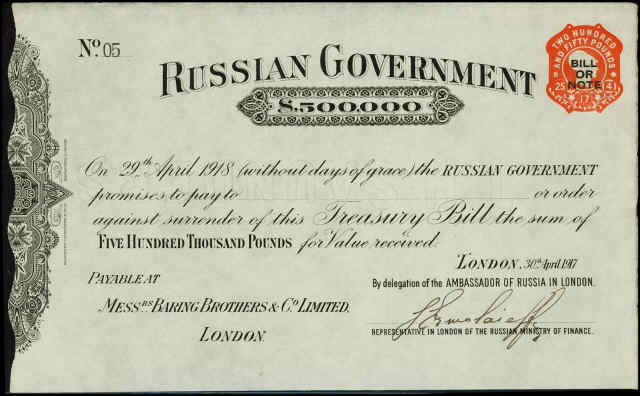 No. 05
RUSSIAN GOVERNMENT
TWO HUNDRED
AND FIFTY POUNDS
BILL
OR
NOTE
25 4
17
£.500,000
On 29th April 1918 (without days of grace) the RUSSIAN GOVERNMENT
promises to pay to or order
against surrender of this Treasury Bill the sum of
FIVE HUNDRED THOUSAND POUNDS for Value received.
LONDON, 30th April 1917
PAYABLE AT
By delegation of the AMBASSADOR OF RUSSIA IN LONDON.
MESSRS BARING BROTHERS & CO LIMITED,
LONDON.
REPRESENTATIVE IN LONDON OF THE RUSSIAN MINISTRY OF FINANCE.